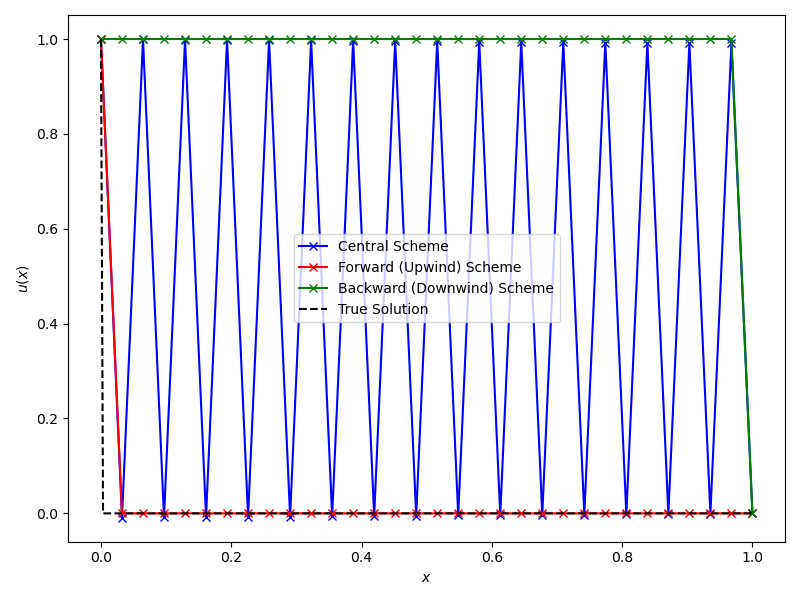 1.0
0.8
0.6
0.4
0.2
0.0
u(x)
Central Scheme
Forward (Upwind) Scheme
Backward (Downwind) Scheme
True Solution
0.0 0.2 0.4 0.6 0.8 1.0
x